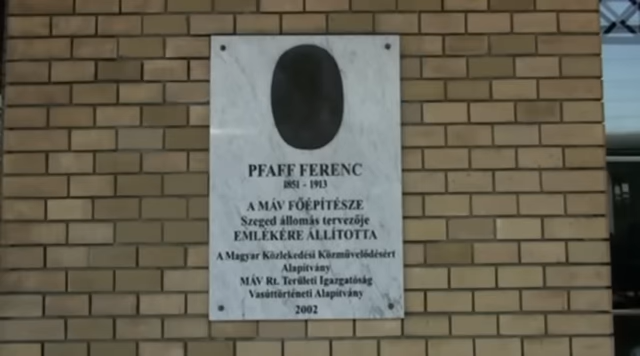 PFAFF FERENC
1851 - 1913
A MÁV FŐÉPÍTÉSZE
Szeged állomás tervezője
EMLÉKÉRE ÁLLÍTOTTA
A Magyar Közlekedési Közművelődésért
Alapítvány
MÁV Rt. Területi Igazgatóság
Vasúttörténeti Alapítvány
2002